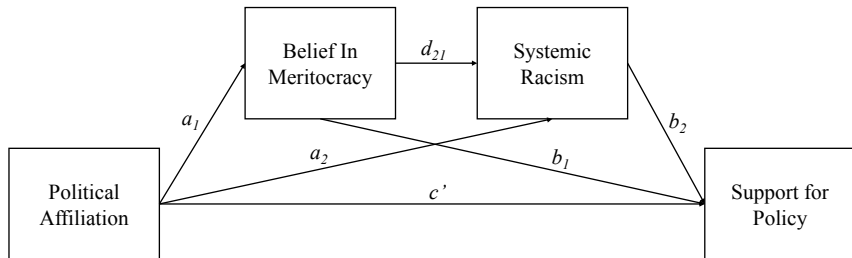 Belief In
Meritocracy
d21
Systemic
Racism
a1
b2
a2
b1
Political
Affiliation
c’
Support for
Policy